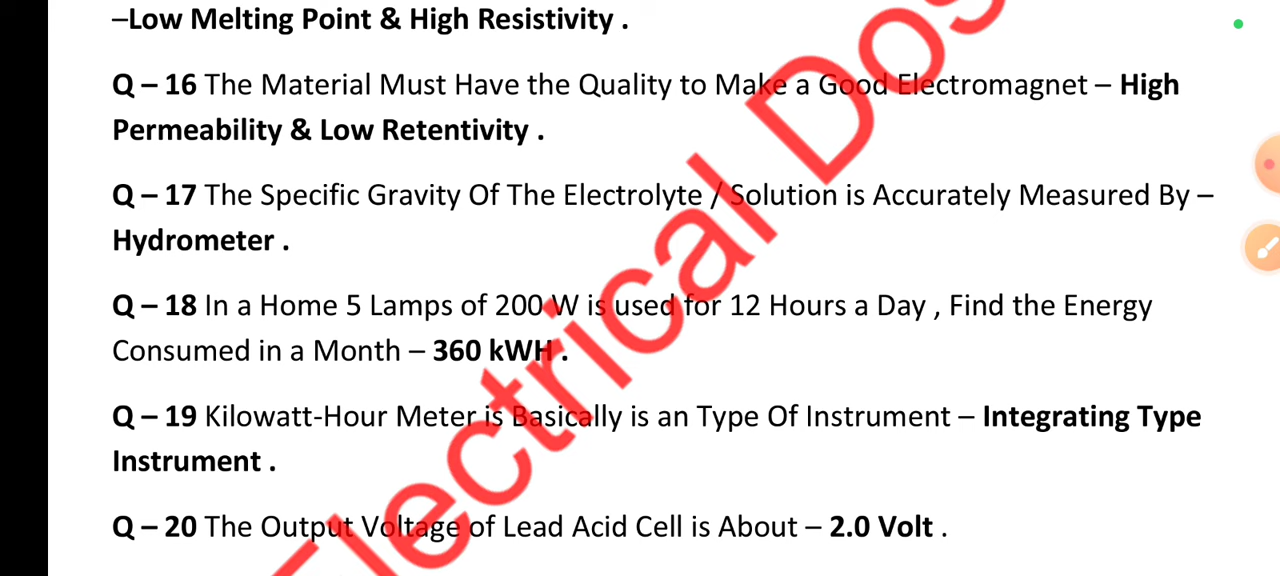 –Low Melting Point & High Resistivity .
Q – 16 The Material Must Have the Quality to Make a Good Electromagnet – High
Permeability & Low Retentivity .
Q – 17 The Specific Gravity Of The Electrolyte / Solution is Accurately Measured By –
Hydrometer .
Q – 18 In a Home 5 Lamps of 200 W is used for 12 Hours a Day , Find the Energy
Consumed in a Month – 360 kWH .
Q – 19 Kilowatt-Hour Meter is Basically is an Type Of Instrument – Integrating Type
Instrument .
Q – 20 The Output Voltage of Lead Acid Cell is About – 2.0 Volt .
Electrical Dos